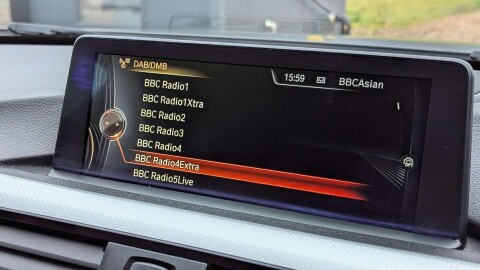 DAB/DMB
15:59 BBCAsian
BBC Radio1
BBC Radio1Xtra
BBC Radio2
BBC Radio3
BBC Radio4
BBC Radio4Extra
BBC Radio5Live